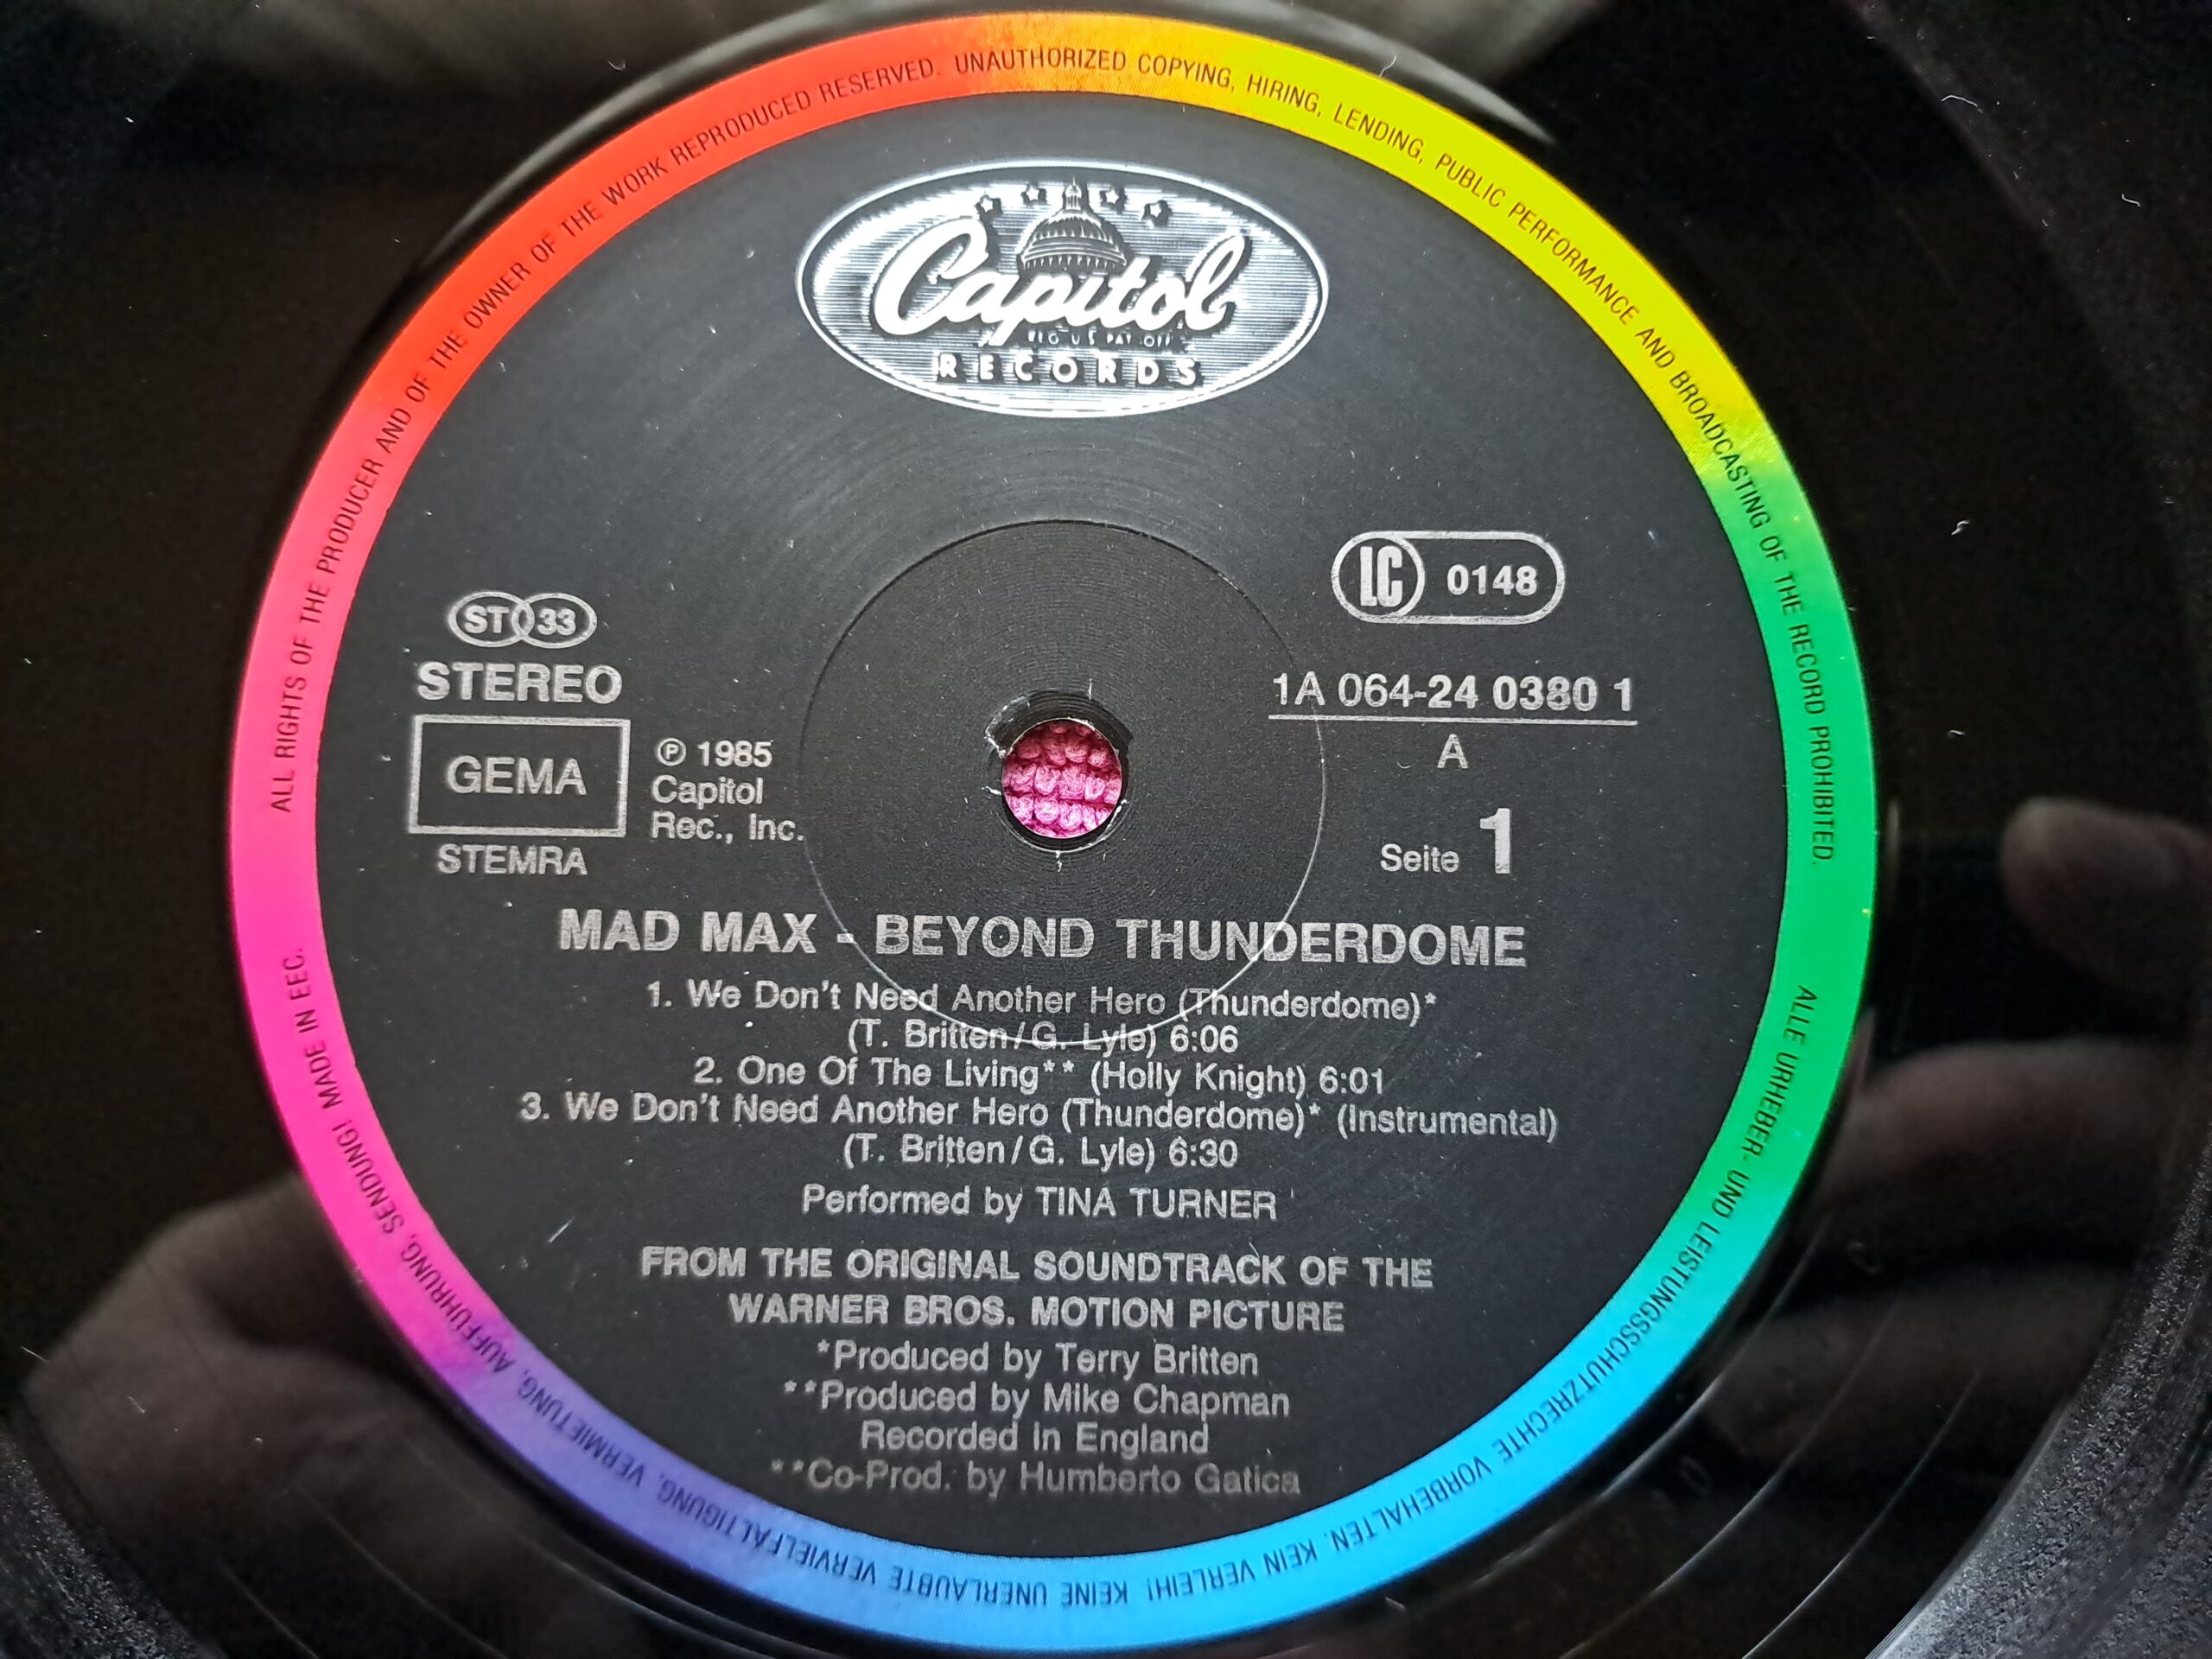 ALL RIGHTS OF THE PRODUCER AND OF THE OWNER OF THE WORK REPRODUCED RESERVED. UNAUTHORIZED COPYING, HIRING, LENDING, PUBLIC PERFORMANCE AND BROADCASTING OF THE RECORD PROHIBITED.
Capitol
REG. U.S. PAT. OFF.
RECORDS
ST 33
STEREO
GEMA
STEMRA
℗ 1985
Capitol
Rec., Inc.
LC 0148
1A 064-24 0380 1
A
Seite 1
MAD MAX - BEYOND THUNDERDOME
1. We Don't Need Another Hero (Thunderdome)*
(T. Britten/G. Lyle) 6:06
2. One Of The Living** (Holly Knight) 6:01
3. We Don't Need Another Hero (Thunderdome)* (Instrumental)
(T. Britten/G. Lyle) 6:30
Performed by TINA TURNER
FROM THE ORIGINAL SOUNDTRACK OF THE
WARNER BROS. MOTION PICTURE
*Produced by Terry Britten
**Produced by Mike Chapman
Recorded in England
**Co-Prod. by Humberto Gatica
ALLE URHEBER- UND LEISTUNGSSCHUTZRECHTE VORBEHALTEN. KEIN VERLEIH! KEINE UNERLAUBTE VERVIELFÄLTIGUNG, VERMIETUNG, AUFFÜHRUNG, SENDUNG! MADE IN EEC.